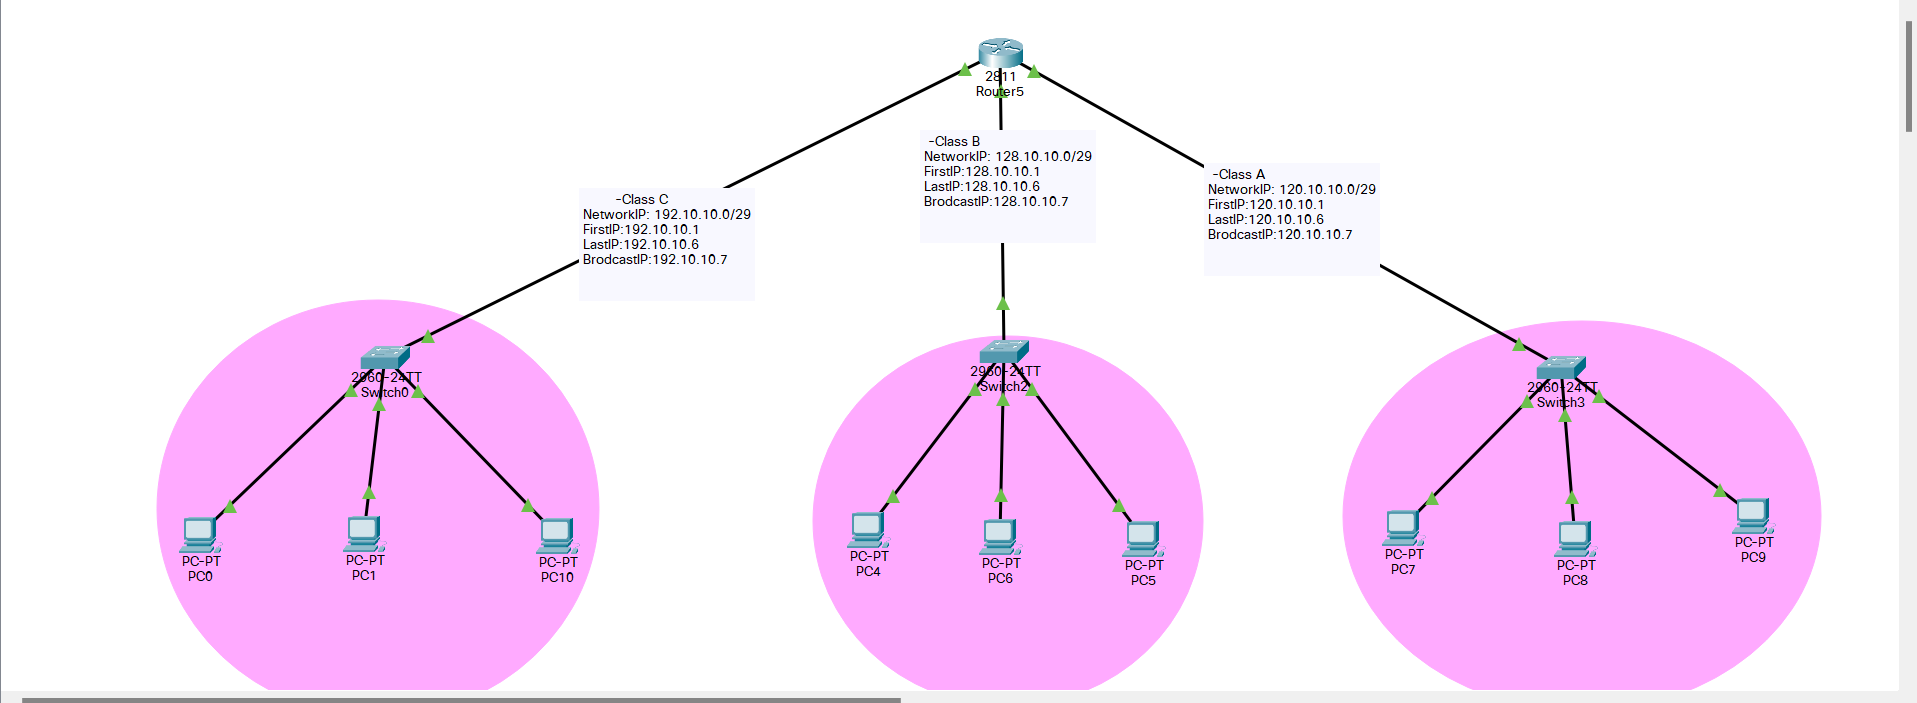 2811
Router5
-Class C
NetworkIP: 192.10.10.0/29
FirstIP:192.10.10.1
LastIP:192.10.10.6
BrodcastIP:192.10.10.7
-Class B
NetworkIP: 128.10.10.0/29
FirstIP:128.10.10.1
LastIP:128.10.10.6
BrodcastIP:128.10.10.7
-Class A
NetworkIP: 120.10.10.0/29
FirstIP:120.10.10.1
LastIP:120.10.10.6
BrodcastIP:120.10.10.7
2960-24TT
Switch0
2960-24TT
Switch2
2960-24TT
Switch3
PC-PT
PC0
PC-PT
PC1
PC-PT
PC10
PC-PT
PC4
PC-PT
PC6
PC-PT
PC5
PC-PT
PC7
PC-PT
PC8
PC-PT
PC9